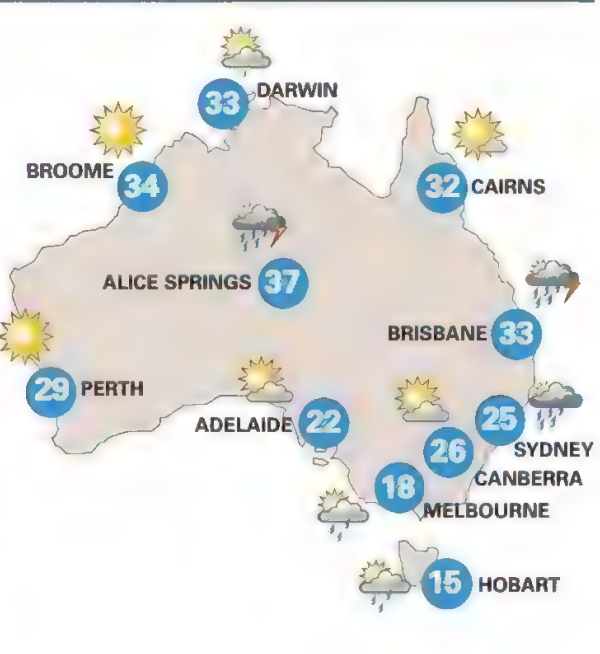 33 DARWIN
BROOME 34
32 CAIRNS
ALICE SPRINGS 37
BRISBANE 33
29 PERTH
ADELAIDE 22
25 SYDNEY
26 CANBERRA
18 MELBOURNE
15 HOBART